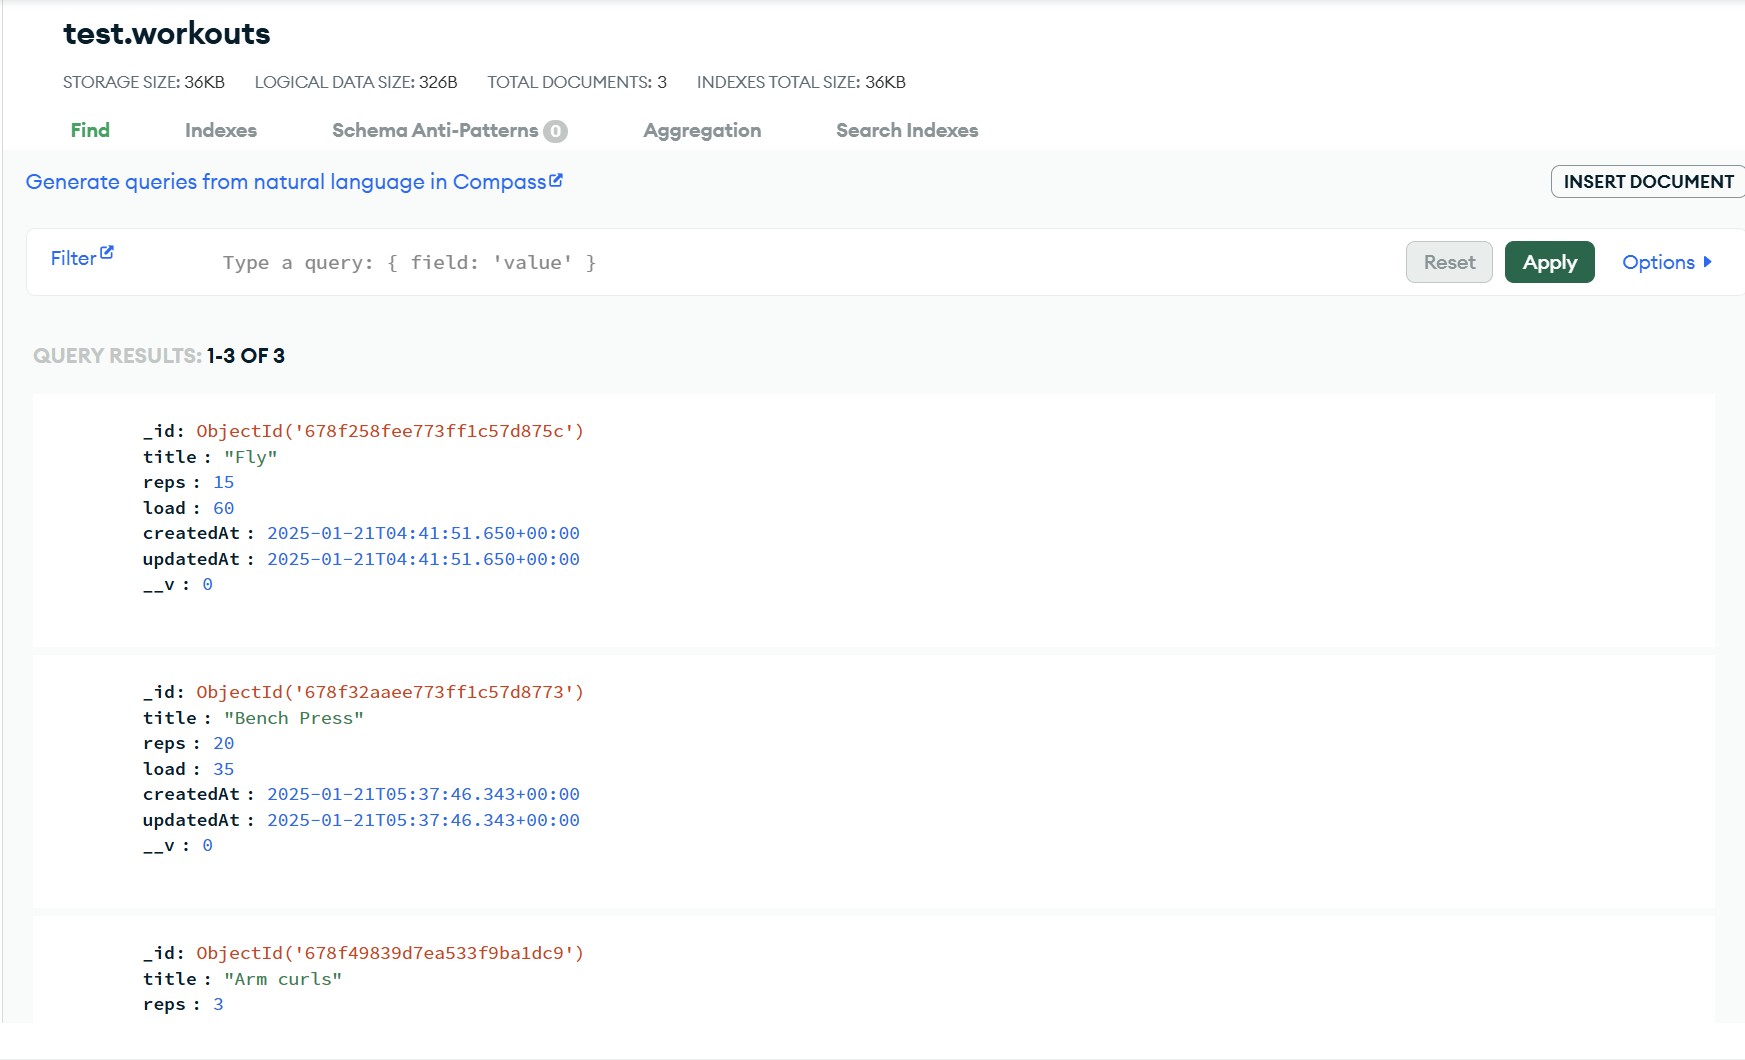 test.workouts
STORAGE SIZE: 36KB LOGICAL DATA SIZE: 326B TOTAL DOCUMENTS: 3 INDEXES TOTAL SIZE: 36KB
Find Indexes Schema Anti-Patterns 0 Aggregation Search Indexes
Generate queries from natural language in Compass INSERT DOCUMENT
Filter Type a query: { field: 'value' } Reset Apply Options
QUERY RESULTS: 1-3 OF 3
_id: ObjectId('678f258fee773ff1c57d875c')
title : "Fly"
reps : 15
load : 60
createdAt : 2025-01-21T04:41:51.650+00:00
updatedAt : 2025-01-21T04:41:51.650+00:00
__v : 0
_id: ObjectId('678f32aaee773ff1c57d8773')
title : "Bench Press"
reps : 20
load : 35
createdAt : 2025-01-21T05:37:46.343+00:00
updatedAt : 2025-01-21T05:37:46.343+00:00
__v : 0
_id: ObjectId('678f49839d7ea533f9ba1dc9')
title : "Arm curls"
reps : 3